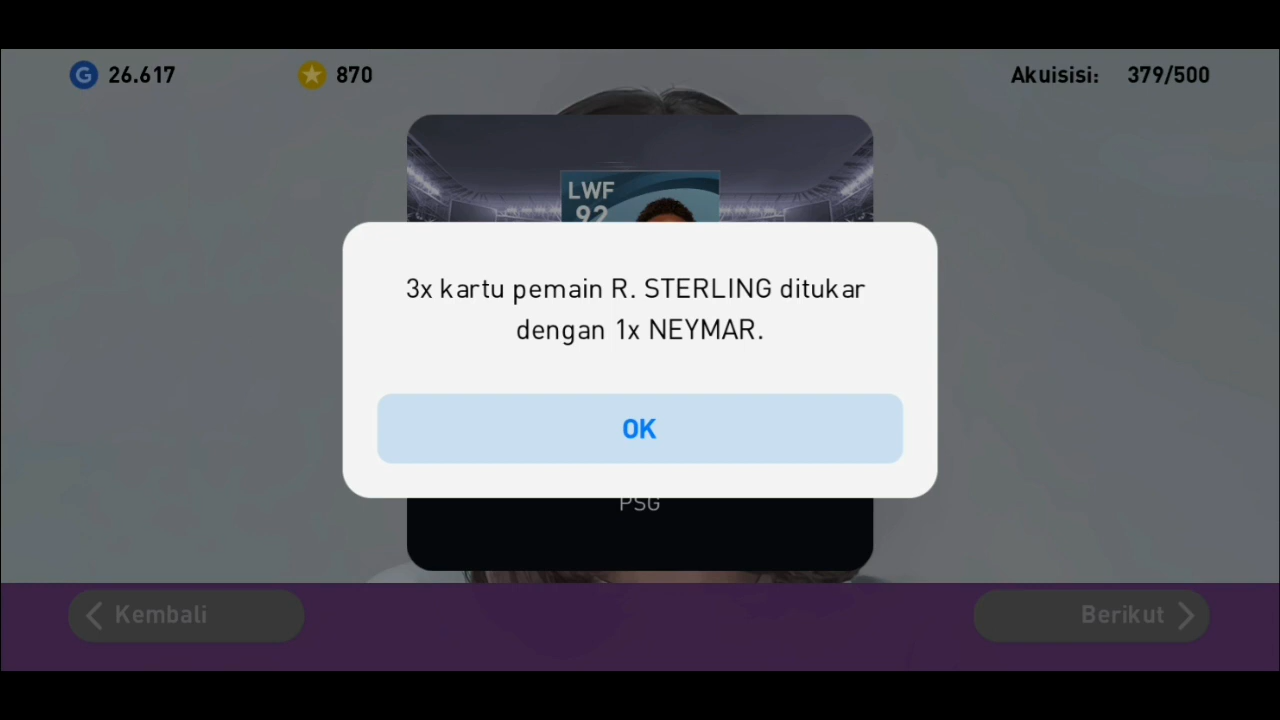 G 26.617
870
Akuisisi: 379/500
LWF
92
3x kartu pemain R. STERLING ditukar
dengan 1x NEYMAR.
OK
PSG
Kembali
Berikut